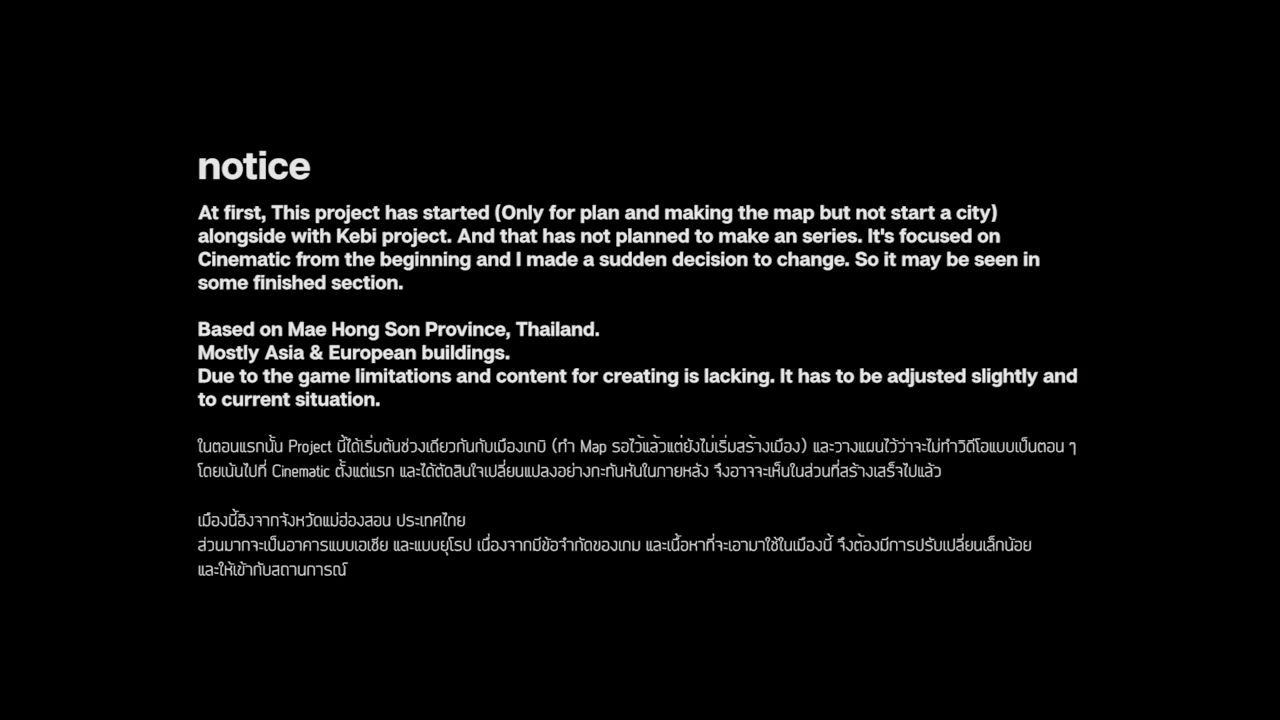 notice
At first, This project has started (Only for plan and making the map but not start a city)
alongside with Kebi project. And that has not planned to make an series. It's focused on
Cinematic from the beginning and I made a sudden decision to change. So it may be seen in
some finished section.
Based on Mae Hong Son Province, Thailand.
Mostly Asia & European buildings.
Due to the game limitations and content for creating is lacking. It has to be adjusted slightly and
to current situation.
ในตอนแรกนั้น Project นี้ได้เริ่มต้นช่วงเดียวกันกับเมืองเกบิ (ทำ Map รอไว้แล้วแต่ยังไม่เริ่มสร้างเมือง) และวางแผนไว้ว่าจะไม่ทำวิดีโอแบบเป็นตอน ๆ
โดยเน้นไปที่ Cinematic ตั้งแต่แรก และได้ตัดสินใจเปลี่ยนแปลงอย่างกะทันหันในภายหลัง จึงอาจจะเห็นในส่วนที่สร้างเสร็จไปแล้ว
เมืองนี้อิงจากจังหวัดแม่ฮ่องสอน ประเทศไทย
ส่วนมากจะเป็นอาคารแบบเอเชีย และแบบยุโรป เนื่องจากมีข้อจำกัดของเกม และเนื้อหาที่จะเอามาใช้ในเมืองนี้ จึงต้องมีการปรับเปลี่ยนเล็กน้อย
และให้เข้ากับสถานการณ์